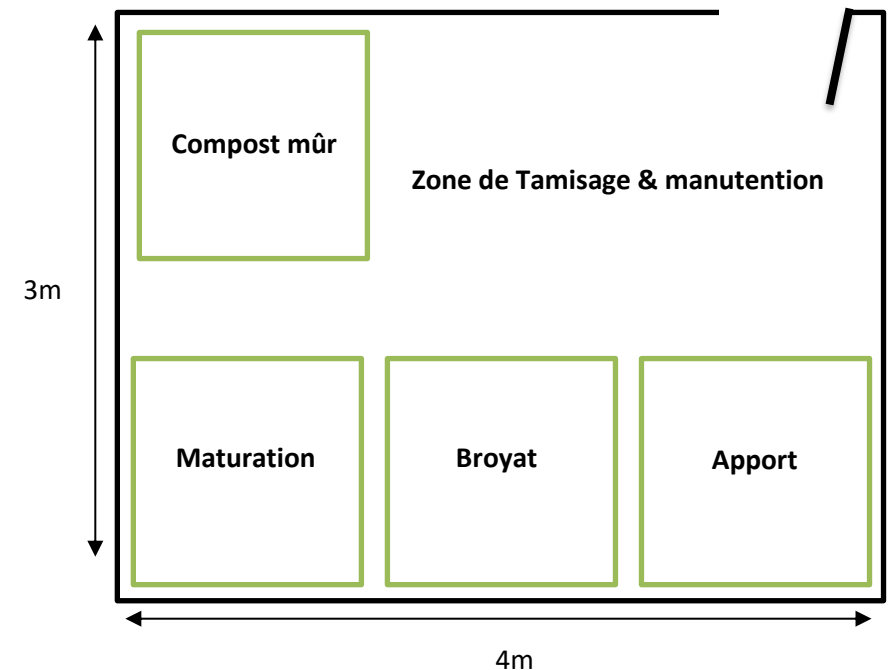 Compost mûr
Zone de Tamisage & manutention
3m
Maturation
Broyat
Apport
4m